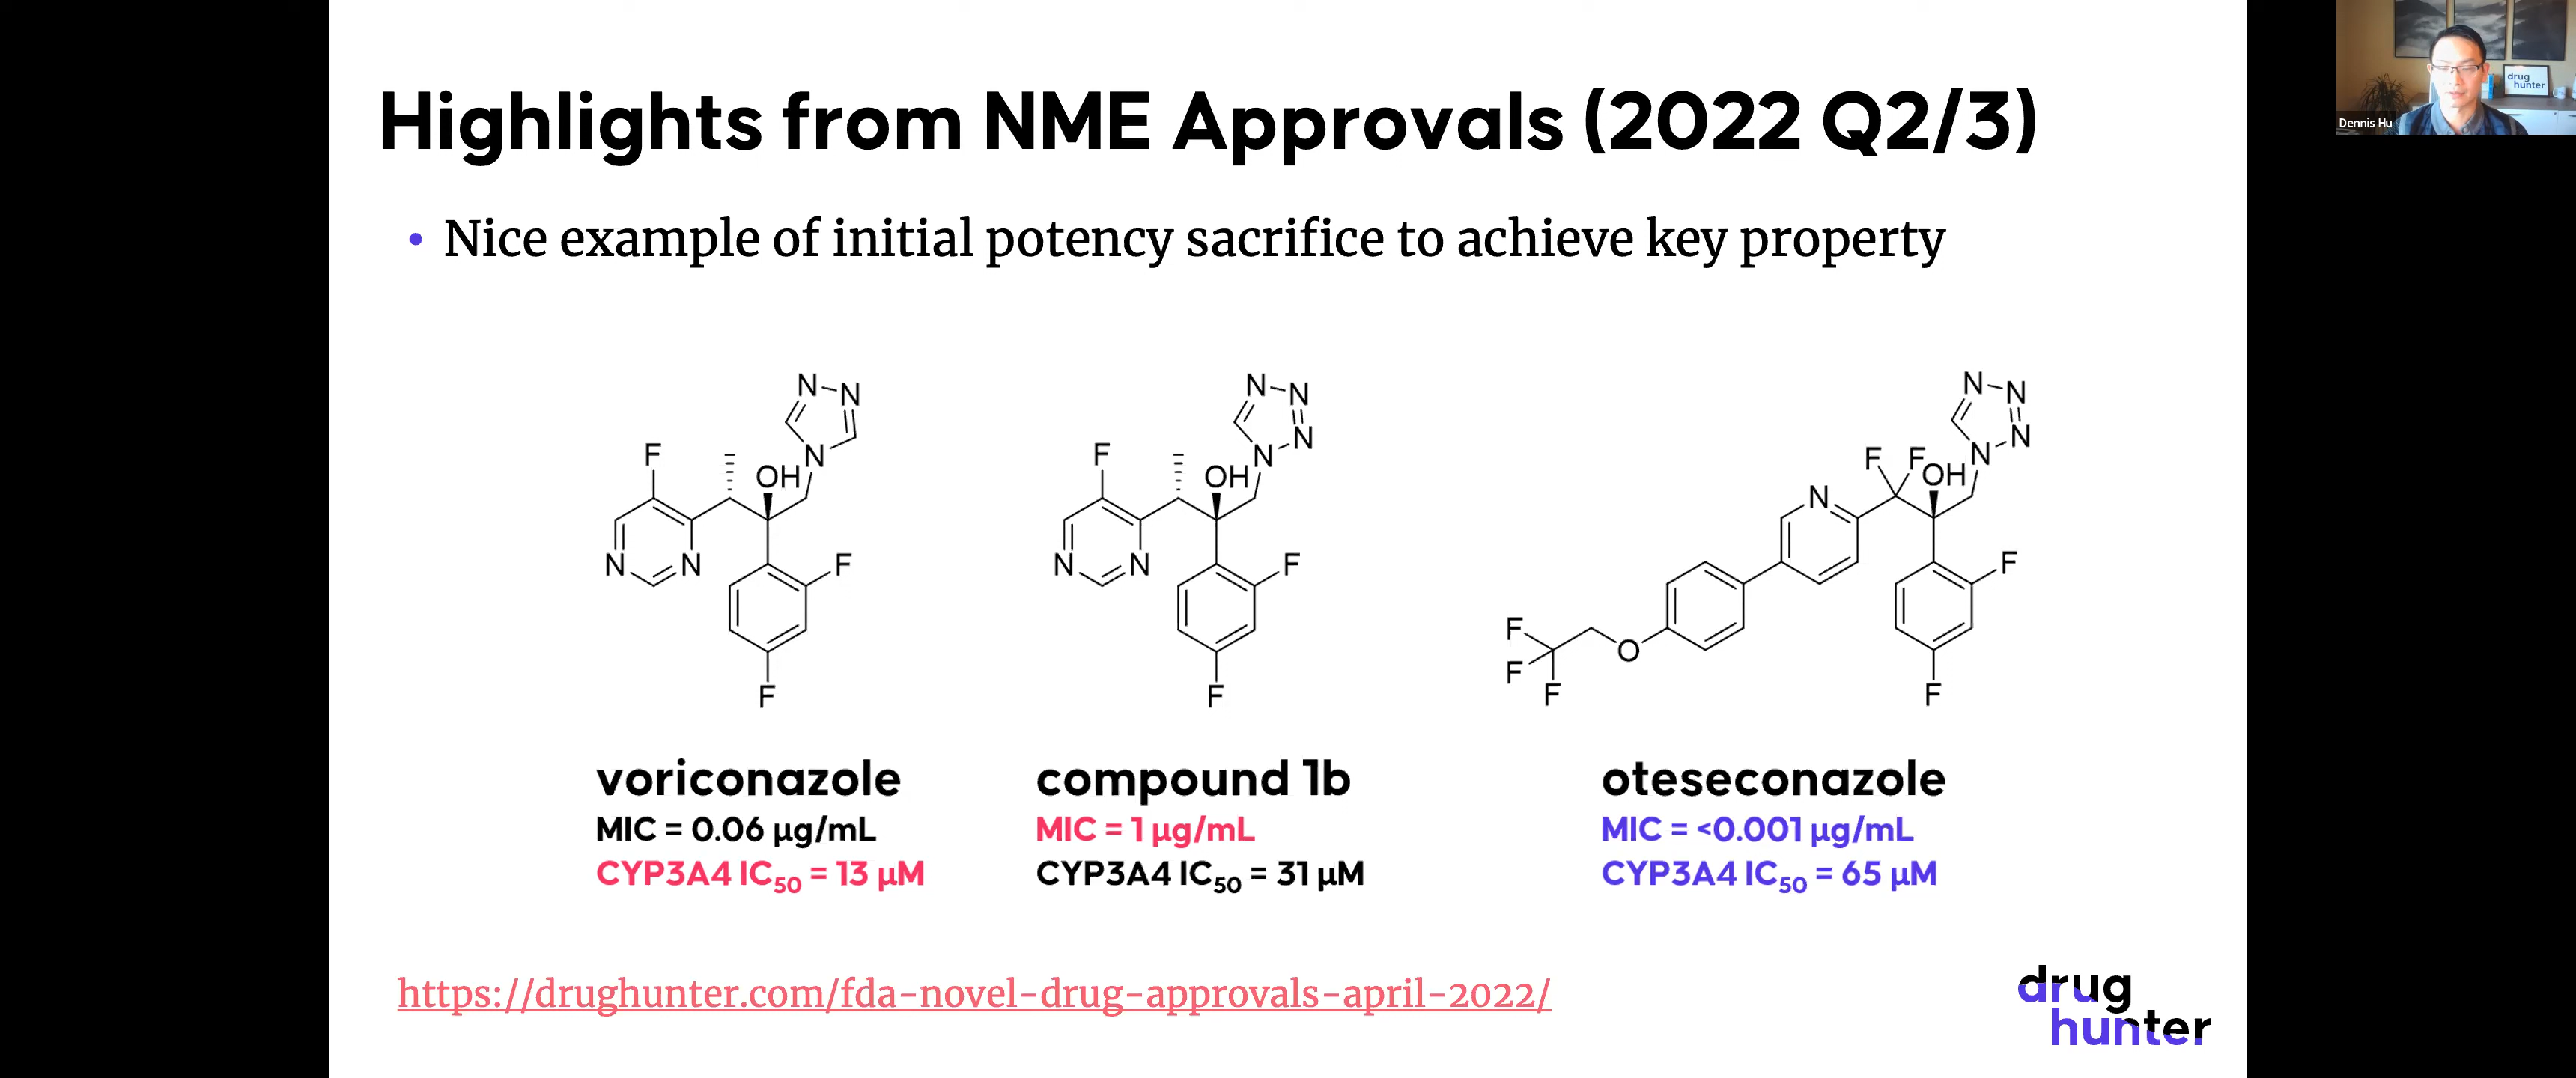 Highlights from NME Approvals (2022 Q2/3)
• Nice example of initial potency sacrifice to achieve key property
N N
N
F
OH
N N
F
F
N N
N
N
F
OH
N N
F
F
N N
N
N
F F
OH
N
F
F
F
F
F
O
voriconazole
MIC = 0.06 µg/mL
CYP3A4 IC50 = 13 µM
compound 1b
MIC = 1 µg/mL
CYP3A4 IC50 = 31 µM
oteseconazole
MIC = <0.001 µg/mL
CYP3A4 IC50 = 65 µM
https://drughunter.com/fda-novel-drug-approvals-april-2022/
drug
hunter
drug
hunter
Dennis Hu